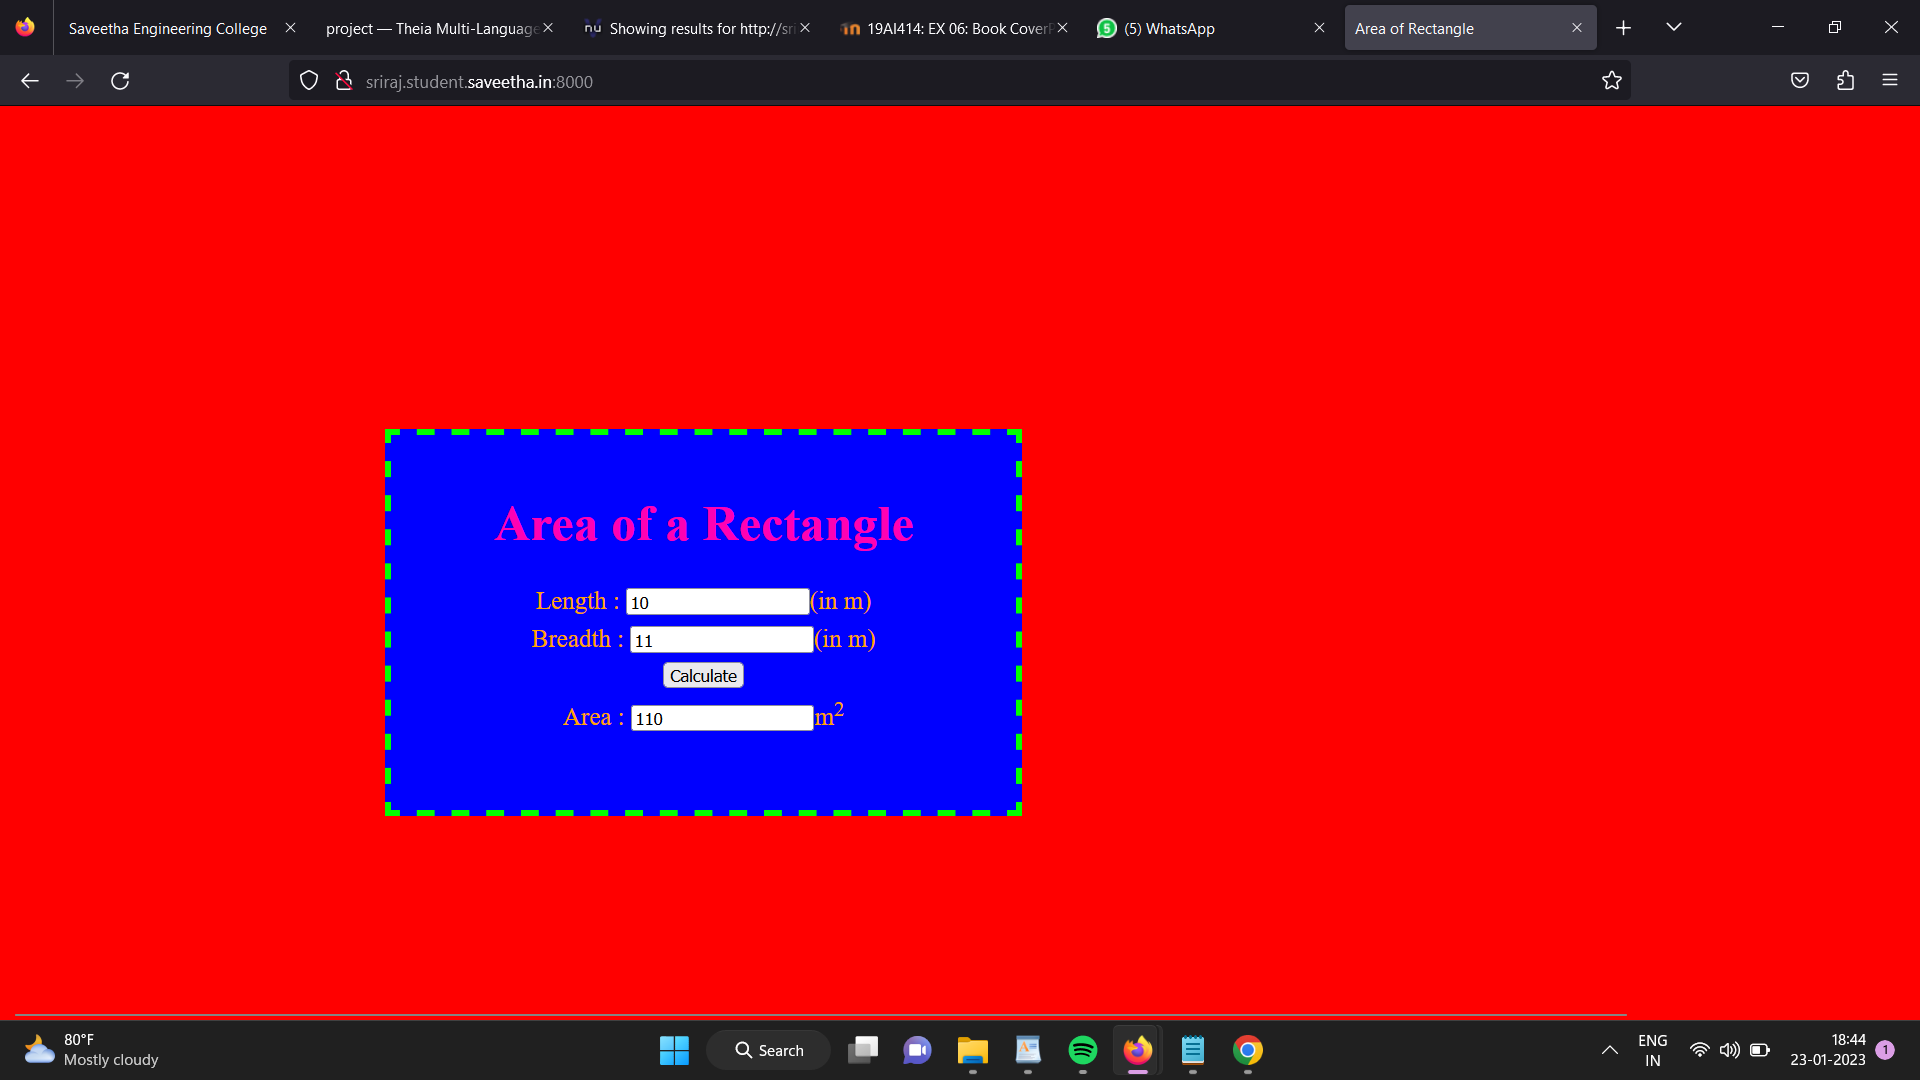 Saveetha Engineering College
project — Theia Multi-Language
Showing results for http://sri
19AI414: EX 06: Book Cover
(5) WhatsApp
Area of Rectangle
sriraj.student.saveetha.in:8000
Area of a Rectangle
Length : 10 (in m)
Breadth : 11 (in m)
Calculate
Area : 110 m²
80°F
Mostly cloudy
Search
ENG
IN
18:44
23-01-2023
1